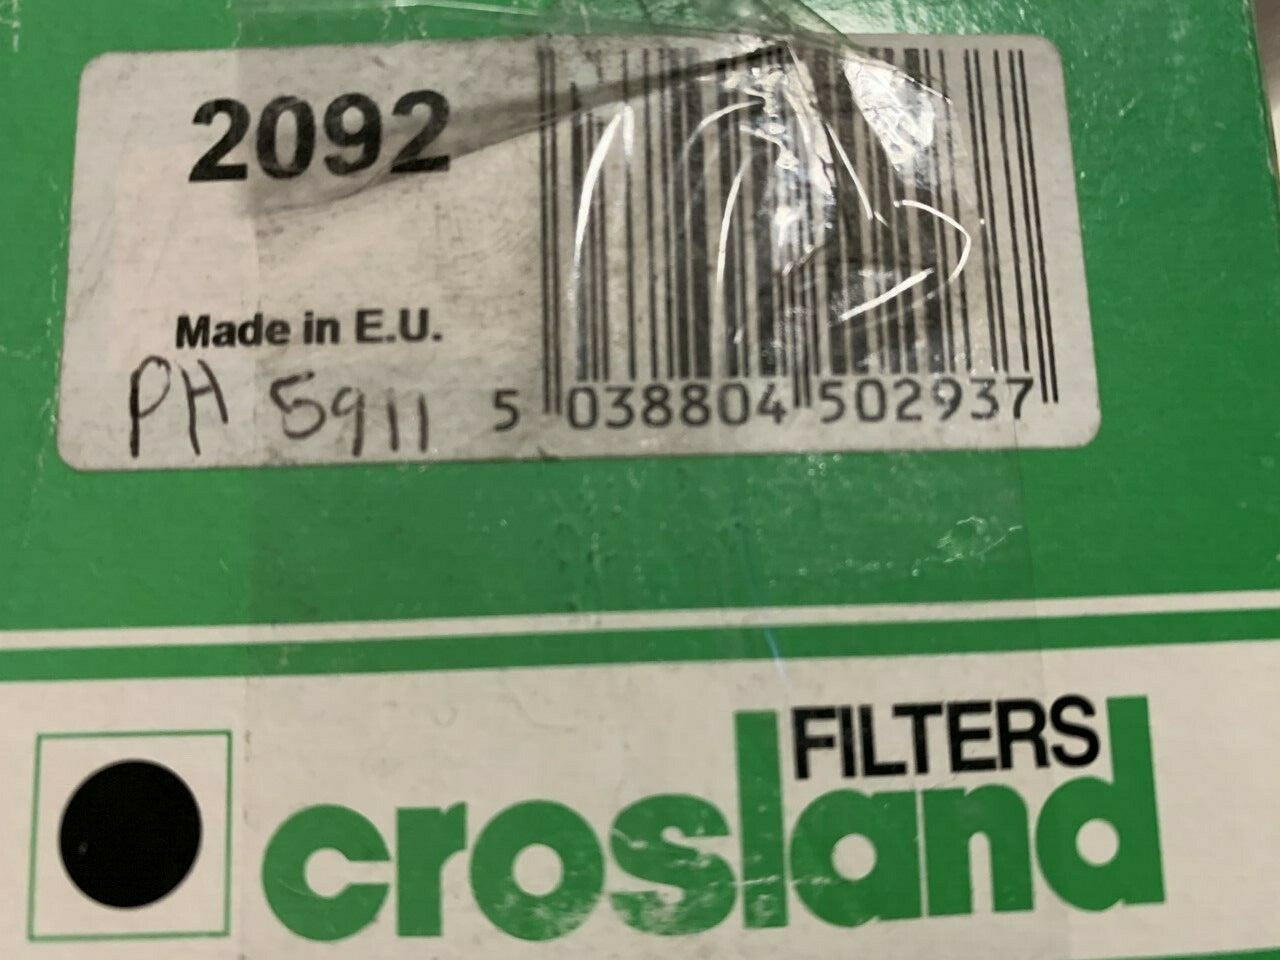 2092
Made in E.U.
PH 5911
5 038804 502937
FILTERS
crosland